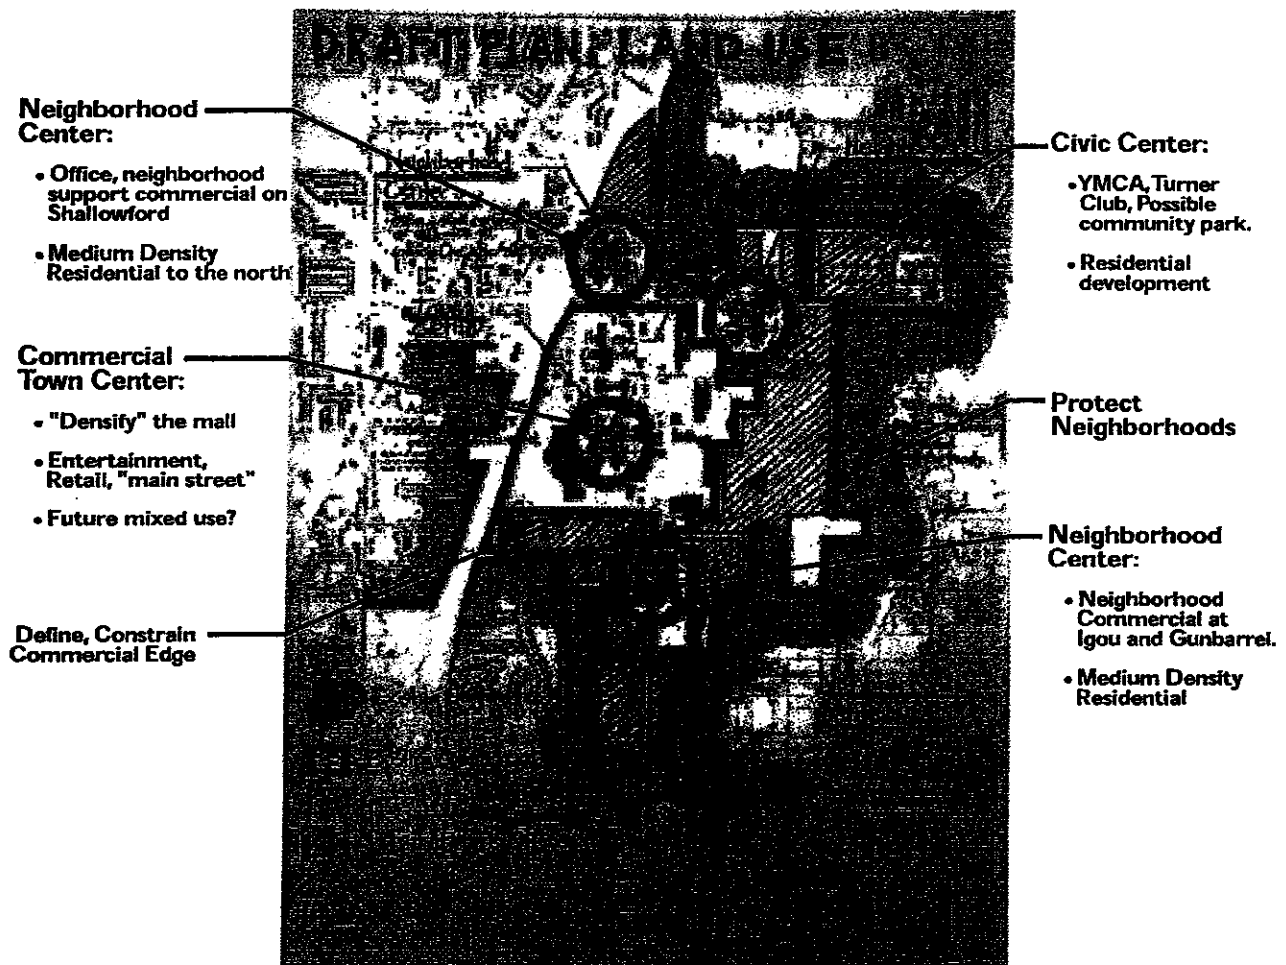 DRAFT PLAN LAND USE
Neighborhood
Center:
• Office, neighborhood
support commercial on
Shallowford
• Medium Density
Residential to the north
Commercial
Town Center:
• "Densify" the mall
• Entertainment,
Retail, "main street"
• Future mixed use?
Define, Constrain
Commercial Edge
Civic Center:
• YMCA, Turner
Club, Possible
community park.
• Residential
development
Protect
Neighborhoods
Neighborhood
Center:
• Neighborhood
Commercial at
Igou and Gunbarrel.
• Medium Density
Residential